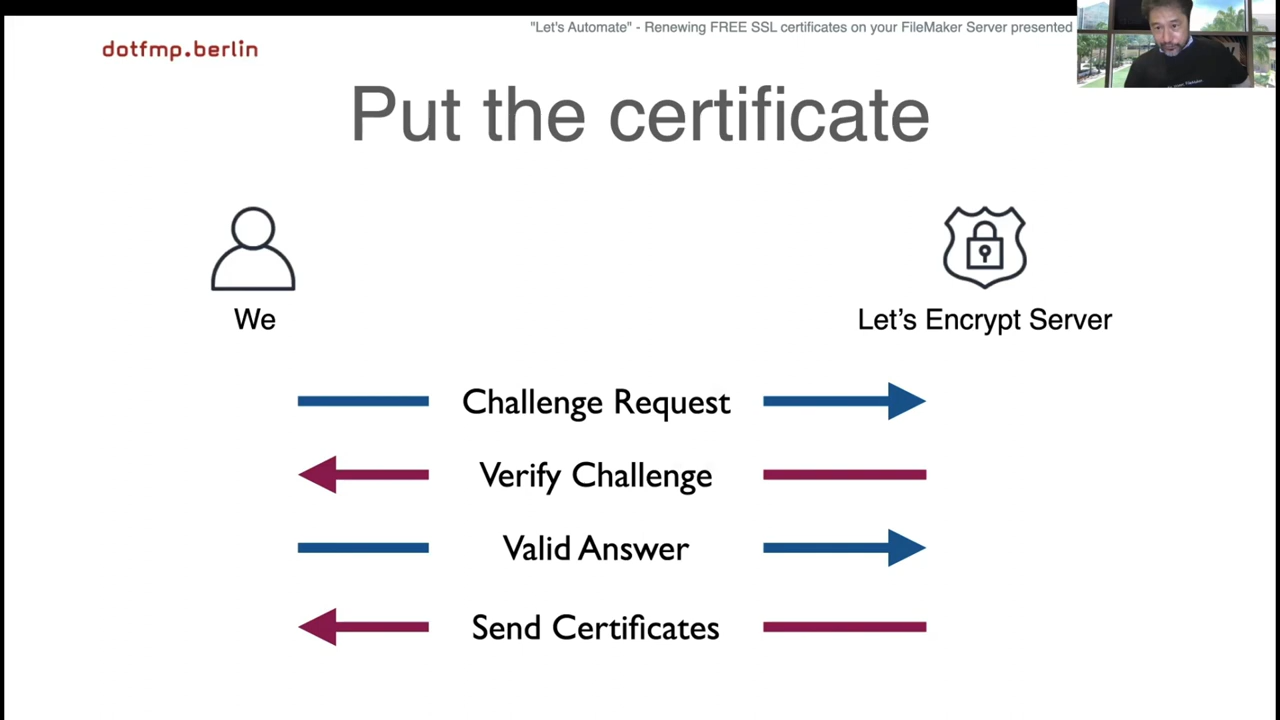 "Let's Automate" - Renewing FREE SSL certificates on your FileMaker Server presented
dotfmp.berlin
Put the certificate
We
Let's Encrypt Server
Challenge Request
Verify Challenge
Valid Answer
Send Certificates